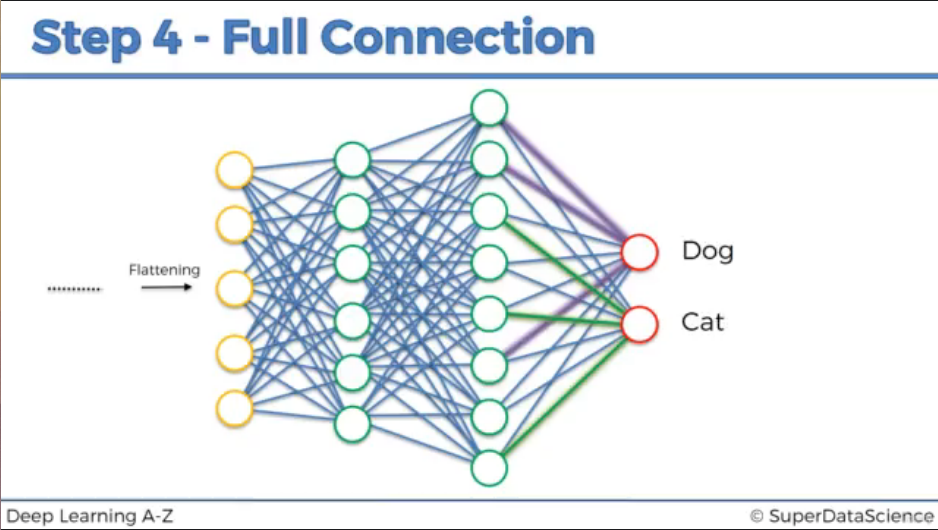 Step 4 - Full Connection
Flattening
Dog
Cat
Deep Learning A-Z
© SuperDataScience